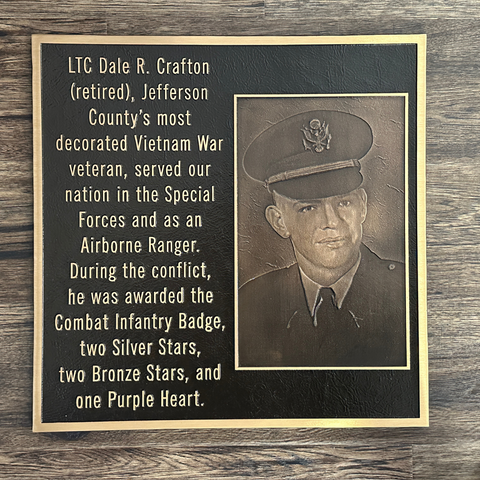 LTC Dale R. Crafton
(retired), Jefferson
County's most
decorated Vietnam War
veteran, served our
nation in the Special
Forces and as an
Airborne Ranger.
During the conflict,
he was awarded the
Combat Infantry Badge,
two Silver Stars,
two Bronze Stars, and
one Purple Heart.